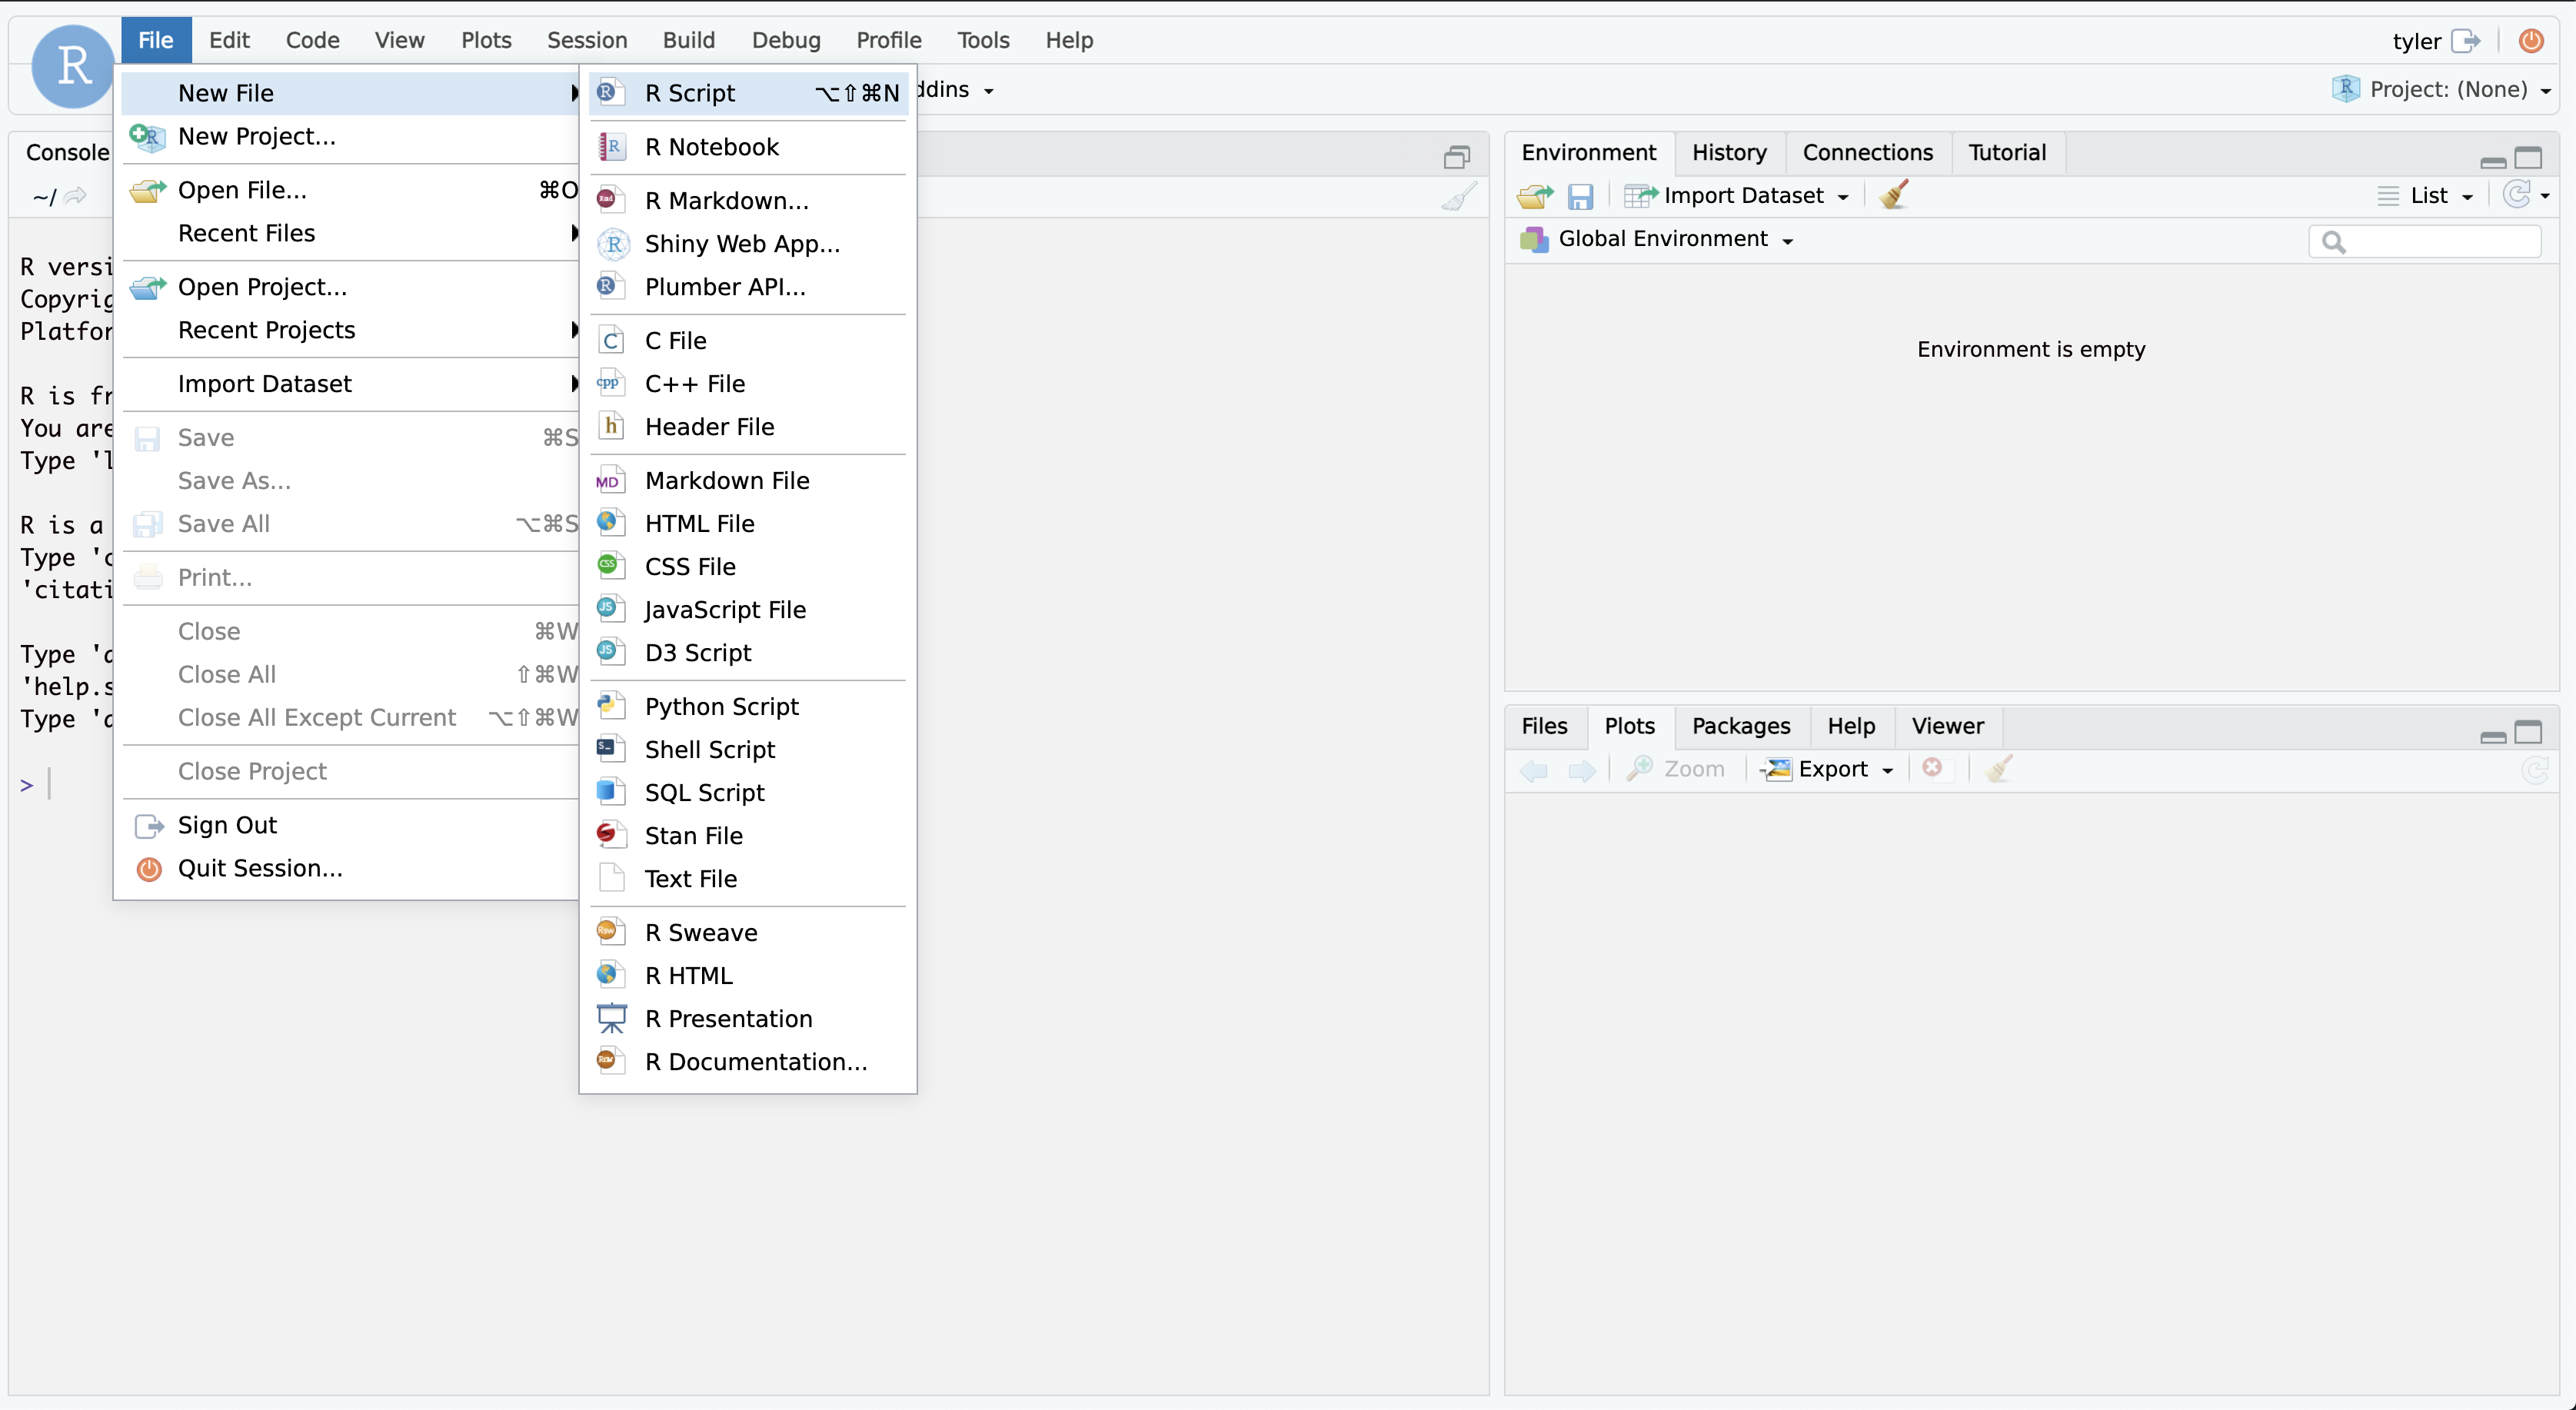 R
File Edit Code View Plots Session Build Debug Profile Tools Help
tyler
ddins
Project: (None)
New File
New Project...
Open File... ⌘O
Recent Files
Open Project...
Recent Projects
Import Dataset
Save ⌘S
Save As...
Save All ⌥⌘S
Print...
Close ⌘W
Close All ⇧⌘W
Close All Except Current ⌥⇧⌘W
Close Project
Sign Out
Quit Session...
R Script ⌥⇧⌘N
R Notebook
R Markdown...
Shiny Web App...
Plumber API...
C File
C++ File
Header File
Markdown File
HTML File
CSS File
JavaScript File
D3 Script
Python Script
Shell Script
SQL Script
Stan File
Text File
R Sweave
R HTML
R Presentation
R Documentation...
Console
~/
R versi
Copyrig
Platfor
R is fr
You are
Type 'l
R is a
Type 'c
'citati
Type 'd
'help.s
Type 'q
>
Environment History Connections Tutorial
Import Dataset List
Global Environment
Environment is empty
Files Plots Packages Help Viewer
Zoom Export